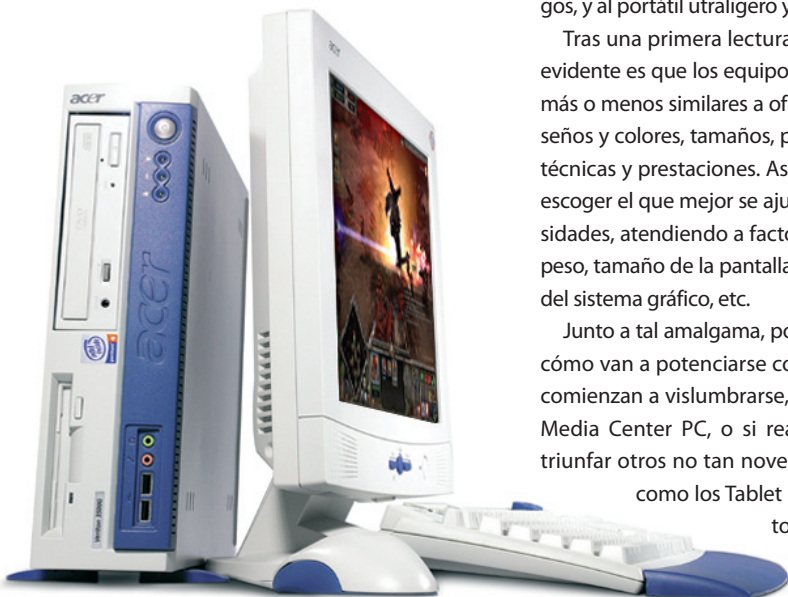 gos, y al portátil utraligero y
Tras una primera lectura
evidente es que los equipo
más o menos similares a of
seños y colores, tamaños, p
técnicas y prestaciones. As
escoger el que mejor se aju
sidades, atendiendo a facto
peso, tamaño de la pantalla
del sistema gráfico, etc.
Junto a tal amalgama, po
cómo van a potenciarse co
comienzan a vislumbrarse,
Media Center PC, o si rea
triunfar otros no tan nove
como los Tablet
to
acer
acer
acer